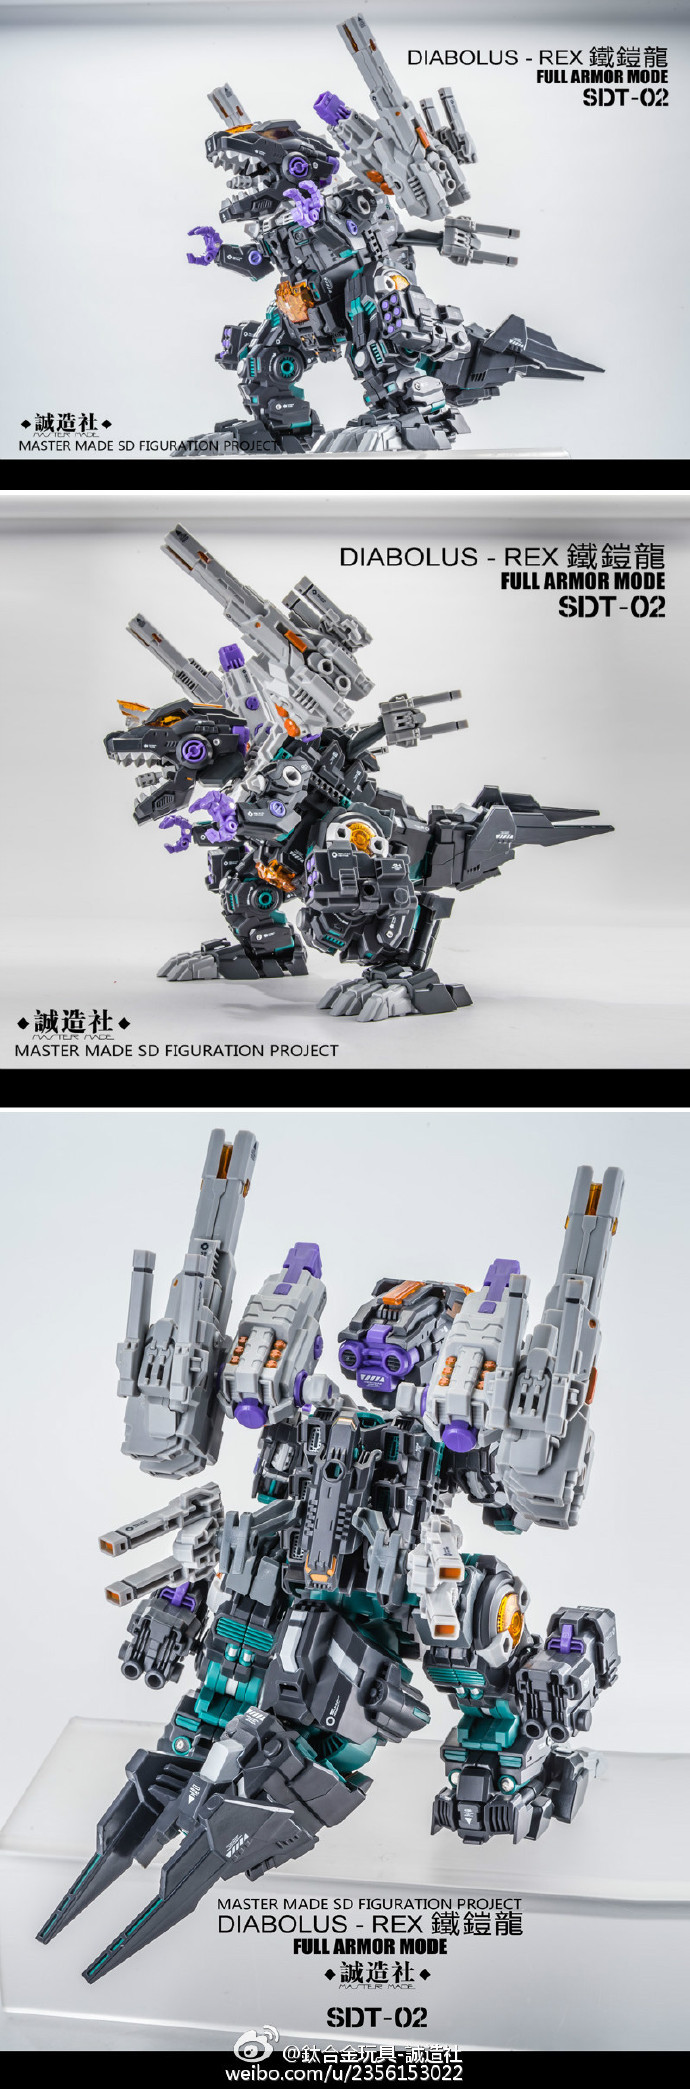 DIABOLUS - REX 鐵鎧龍
FULL ARMOR MODE
SDT-02
誠造社
MASTER MADE
MASTER MADE SD FIGURATION PROJECT
DIABOLUS - REX 鐵鎧龍
FULL ARMOR MODE
SDT-02
誠造社
MASTER MADE
MASTER MADE SD FIGURATION PROJECT
MASTER MADE SD FIGURATION PROJECT
DIABOLUS - REX 鐵鎧龍
FULL ARMOR MODE
誠造社
MASTER MADE
SDT-02
@鈦合金玩具-誠造社
weibo.com/u/2356153022